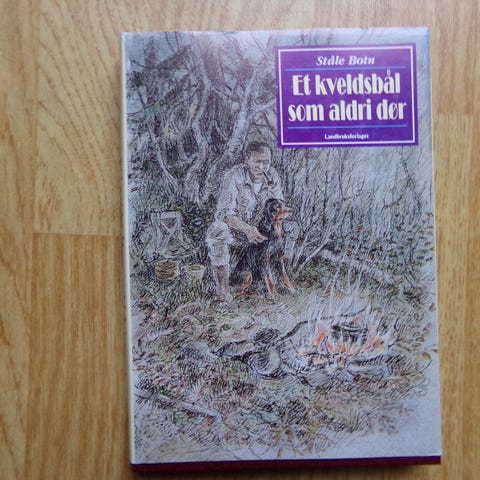 Ståle Botn
Et kveldsbål
som aldri dør
Landbruksforlaget